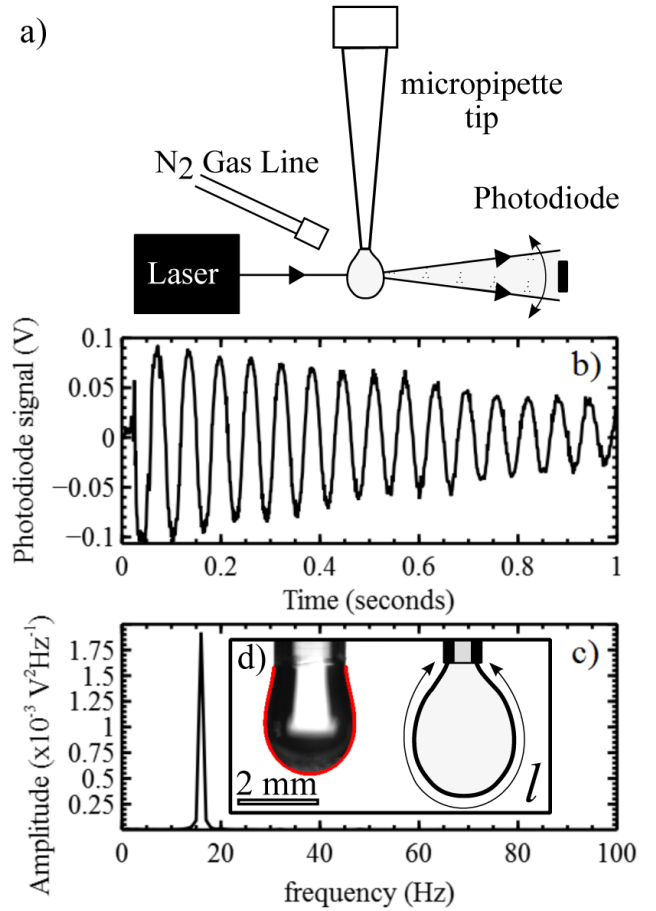 a)
micropipette
tip
N2 Gas Line
Photodiode
Laser
Photodiode signal (V)
0.1
0.05
0
−0.05
−0.1
b)
0 0.2 0.4 0.6 0.8 1
Time (seconds)
Amplitude (x10-3 V2Hz-1)
1.75
1.5
1.25
1
0.75
0.5
0.25
d)
2 mm
l
c)
0 20 40 60 80 100
frequency (Hz)